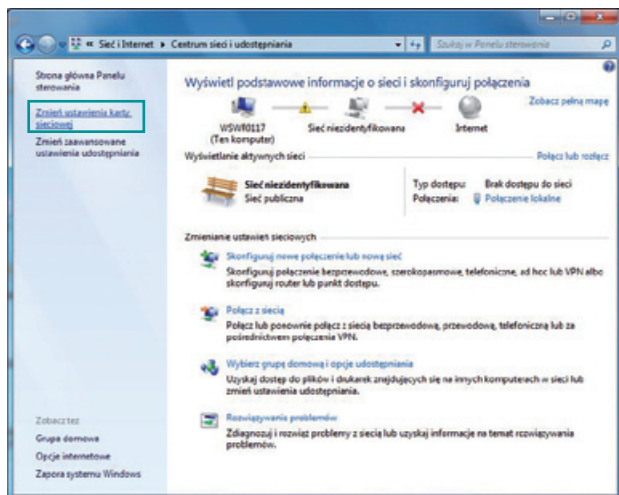 « Sieć i Internet ▸ Centrum sieci i udostępniania
Szukaj w Panelu sterowania
Strona główna Panelu
sterowania
Zmień ustawienia karty
sieciowej
Zmień zaawansowane
ustawienia udostępniania
Wyświetl podstawowe informacje o sieci i skonfiguruj połączenia
Zobacz pełną mapę
WSWf0117
(Ten komputer)
Sieć niezidentyfikowana
Internet
Wyświetlanie aktywnych sieci
Połącz lub rozłącz
Sieć niezidentyfikowana
Sieć publiczna
Typ dostępu: Brak dostępu do sieci
Połączenia: Połączenie lokalne
Zmienianie ustawień sieciowych
Skonfiguruj nowe połączenie lub nową sieć
Skonfiguruj połączenie bezprzewodowe, szerokopasmowe, telefoniczne, ad hoc lub VPN albo
skonfiguruj router lub punkt dostępu.
Połącz z siecią
Połącz lub ponownie połącz z siecią bezprzewodową, przewodową, telefoniczną lub za
pośrednictwem połączenia VPN.
Wybierz grupę domową i opcje udostępniania
Uzyskaj dostęp do plików i drukarek znajdujących się na innych komputerach w sieci lub
zmień ustawienia udostępniania.
Rozwiązywanie problemów
Zdiagnozuj i rozwiąż problemy z siecią lub uzyskaj informacje na temat rozwiązywania
problemów.
Zobacz też
Grupa domowa
Opcje internetowe
Zapora systemu Windows